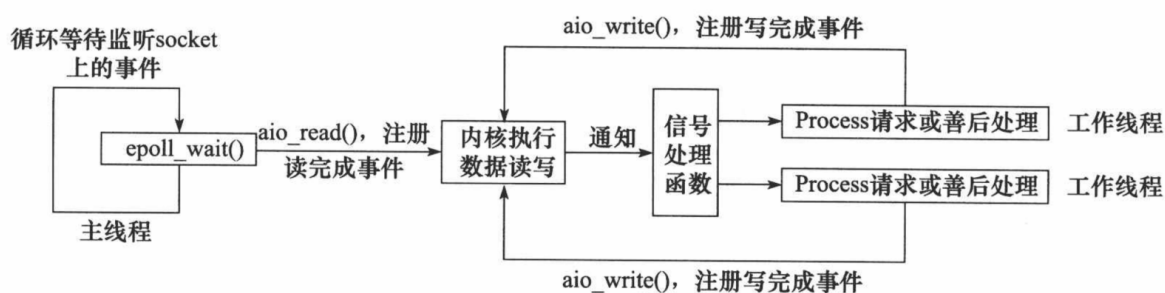 循环等待监听socket
上的事件
epoll_wait()
主线程
aio_read()，注册
读完成事件
aio_write()，注册写完成事件
内核执行
数据读写
通知
信号
处理
函数
Process请求或善后处理
工作线程
Process请求或善后处理
工作线程
aio_write()，注册写完成事件